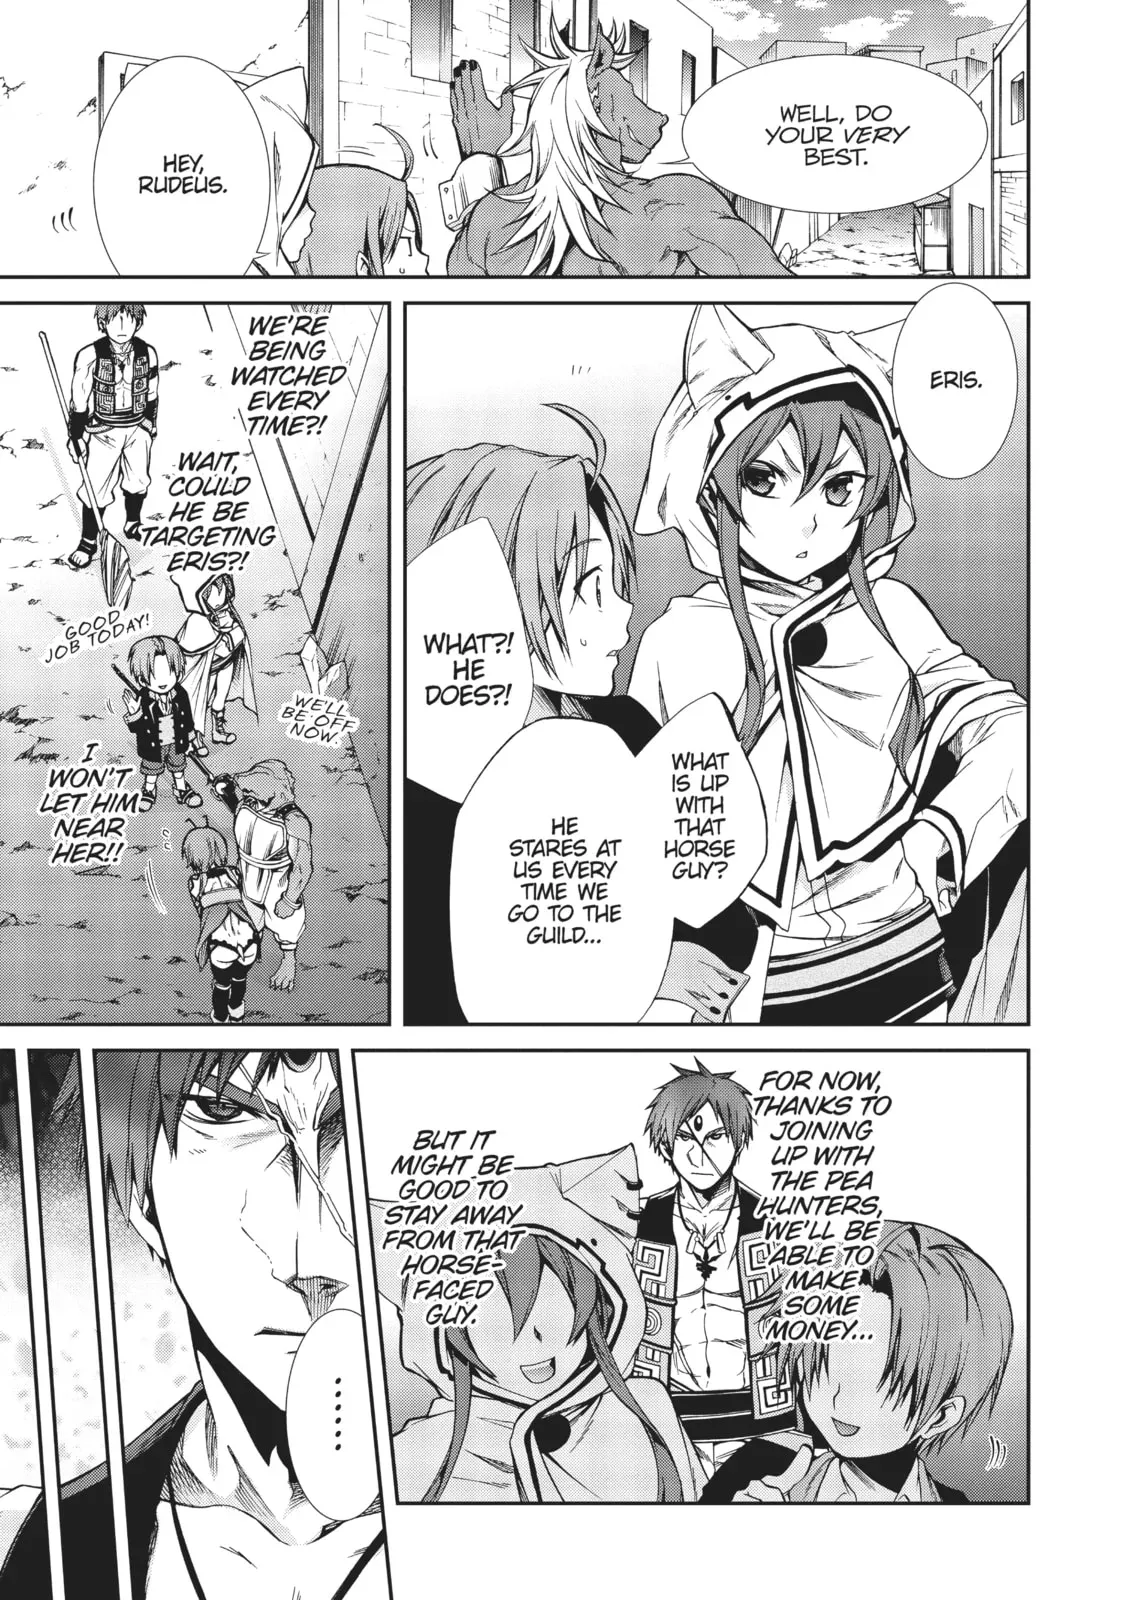 WELL, DO
YOUR VERY
BEST.
HEY,
RUDEUS.
ERIS.
WHAT
IS UP
WITH
THAT
HORSE
GUY?
HE
STARES AT
US EVERY
TIME WE
GO TO THE
GUILD...
WHAT?!
HE
DOES?!
WE'RE
BEING
WATCHED
EVERY
TIME?!
WAIT,
COULD
HE BE
TARGETING
ERIS?!
GOOD
JOB TODAY!
WE'LL
BE OFF
NOW.
I
WON'T
LET HIM
NEAR
HER!!
FOR NOW,
THANKS TO
JOINING
UP WITH
THE PEA
HUNTERS,
WE'LL BE
ABLE TO
MAKE
SOME
MONEY...
BUT IT
MIGHT BE
GOOD TO
STAY AWAY
FROM THAT
HORSE-
FACED
GUY.
......